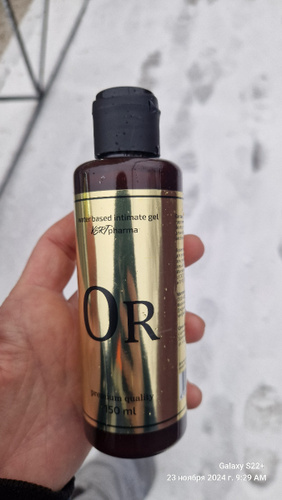 water based intimate gel
pharma
OR
premium quality
150 ml
Galaxy S22+
23 ноября 2024 г. 9:29 AM